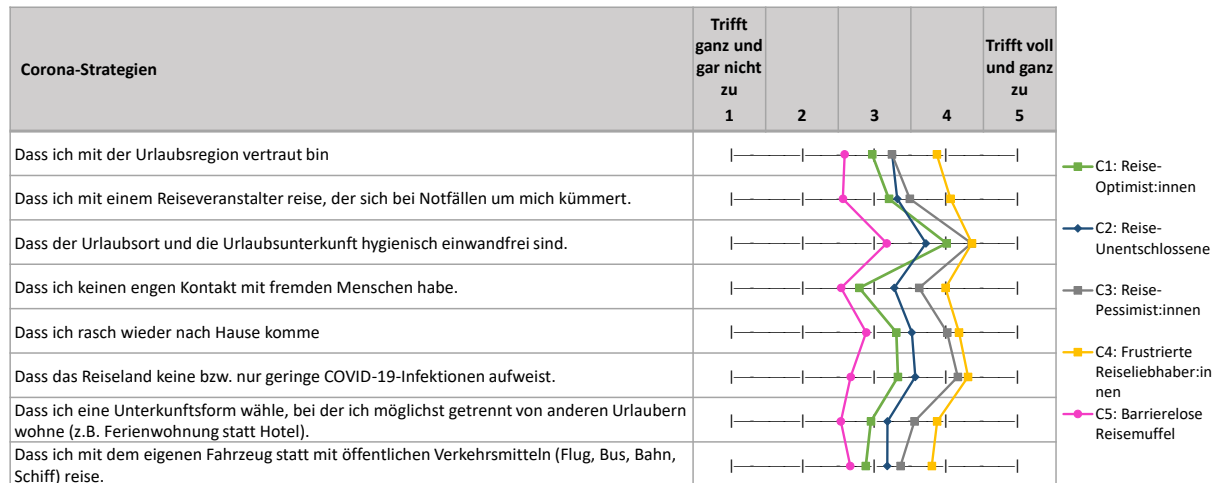 Corona-Strategien
Trifft
ganz und
gar nicht
zu
1
2
3
4
Trifft voll
und ganz
zu
5
Dass ich mit der Urlaubsregion vertraut bin
Dass ich mit einem Reiseveranstalter reise, der sich bei Notfällen um mich kümmert.
Dass der Urlaubsort und die Urlaubsunterkunft hygienisch einwandfrei sind.
Dass ich keinen engen Kontakt mit fremden Menschen habe.
Dass ich rasch wieder nach Hause komme
Dass das Reiseland keine bzw. nur geringe COVID-19-Infektionen aufweist.
Dass ich eine Unterkunftsform wähle, bei der ich möglichst getrennt von anderen Urlaubern
wohne (z.B. Ferienwohnung statt Hotel).
Dass ich mit dem eigenen Fahrzeug statt mit öffentlichen Verkehrsmitteln (Flug, Bus, Bahn,
Schiff) reise.
C1: Reise-
Optimist:innen
C2: Reise-
Unentschlossene
C3: Reise-
Pessimist:innen
C4: Frustrierte
Reiseliebhaber:in
nen
C5: Barrierelose
Reisemuffel